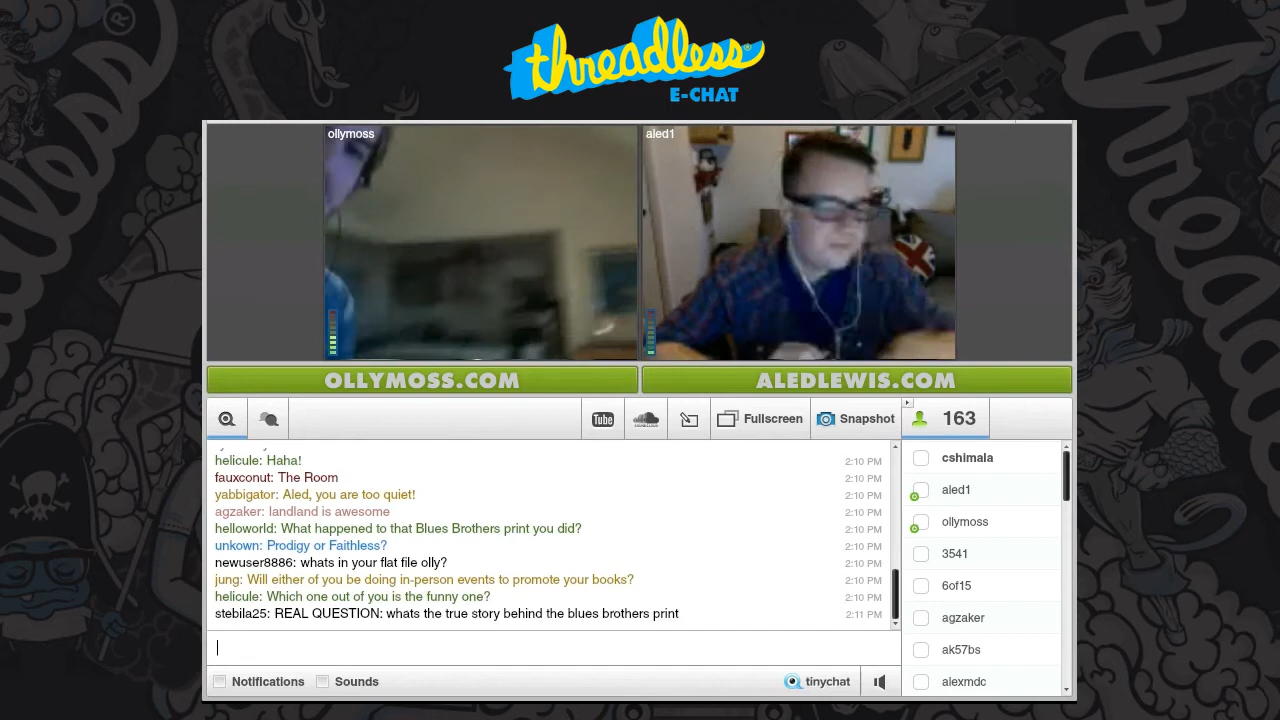 threadless
E-CHAT
ollymoss
aled1
OLLYMOSS.COM
ALEDLEWIS.COM
Tube
Fullscreen
Snapshot
163
helicule: Haha! 2:10 PM
fauxconut: The Room 2:10 PM
yabbigator: Aled, you are too quiet! 2:10 PM
agzaker: landland is awesome 2:10 PM
helloworld: What happened to that Blues Brothers print you did? 2:10 PM
unkown: Prodigy or Faithless? 2:10 PM
newuser8886: whats in your flat file olly? 2:10 PM
jung: Will either of you be doing in-person events to promote your books? 2:10 PM
helicule: Which one out of you is the funny one? 2:10 PM
stebila25: REAL QUESTION: whats the true story behind the blues brothers print 2:11 PM
cshimala
aled1
ollymoss
3541
6of15
agzaker
ak57bs
alexmdc
Notifications
Sounds
tinychat